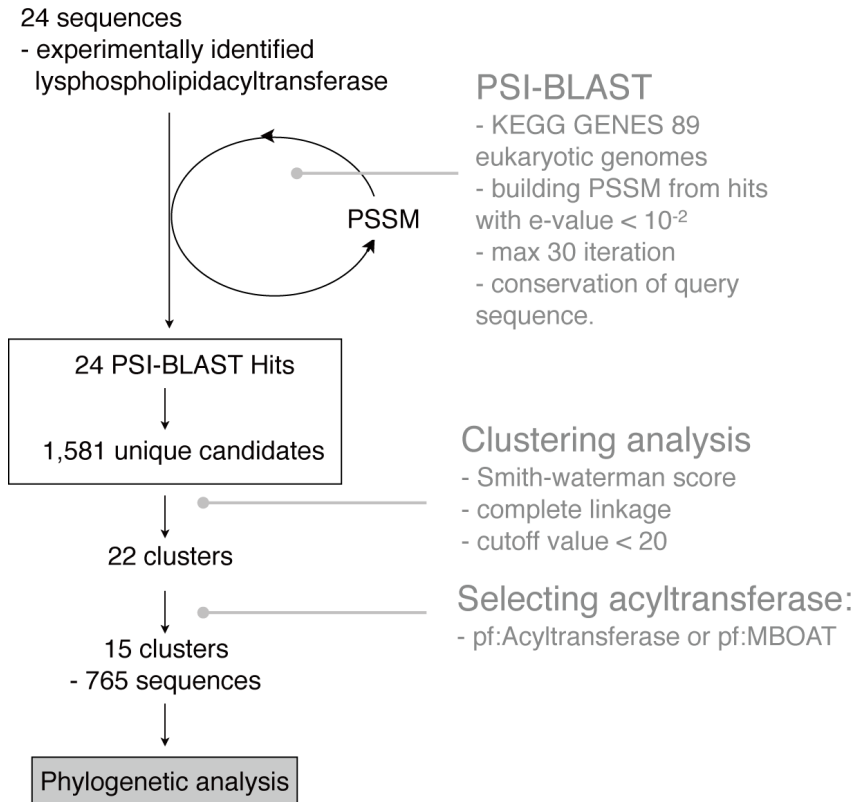 24 sequences
- experimentally identified
lysphospholipidacyltransferase
PSI-BLAST
- KEGG GENES 89
eukaryotic genomes
- building PSSM from hits
with e-value < 10⁻²
- max 30 iteration
- conservation of query
sequence.
PSSM
24 PSI-BLAST Hits
1,581 unique candidates
Clustering analysis
- Smith-waterman score
- complete linkage
- cutoff value < 20
22 clusters
Selecting acyltransferase:
- pf:Acyltransferase or pf:MBOAT
15 clusters
- 765 sequences
Phylogenetic analysis